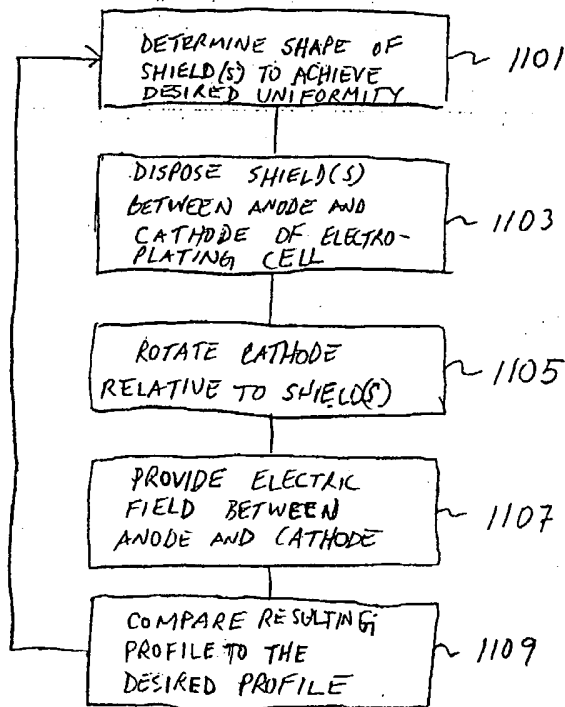 DETERMINE SHAPE OF
SHIELD(S) TO ACHIEVE
DESIRED UNIFORMITY
1101
DISPOSE SHIELD(S)
BETWEEN ANODE AND
CATHODE OF ELECTRO-
PLATING CELL
1103
ROTATE CATHODE
RELATIVE TO SHIELD(S)
1105
PROVIDE ELECTRIC
FIELD BETWEEN
ANODE AND CATHODE
1107
COMPARE RESULTING
PROFILE TO THE
DESIRED PROFILE
1109